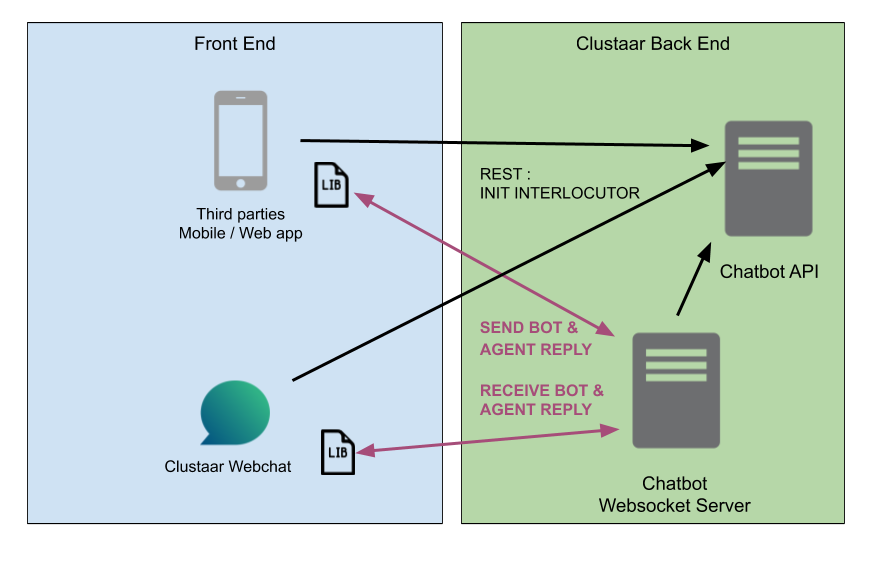 Front End
Clustaar Back End
LIB
Third parties
Mobile / Web app
REST :
INIT INTERLOCUTOR
Chatbot API
SEND BOT &
AGENT REPLY
RECEIVE BOT &
AGENT REPLY
LIB
Clustaar Webchat
Chatbot
Websocket Server